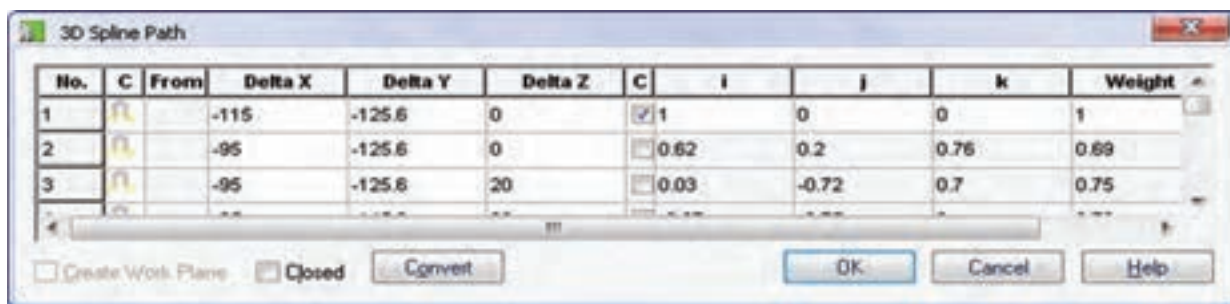 3D Spline Path
No. C From Delta X Delta Y Delta Z C i j k Weight
1 -115 -125.6 0 1 0 0 1
2 -95 -125.6 0 0.62 0.2 0.76 0.69
3 -95 -125.6 20 0.03 -0.72 0.7 0.75
Create Work Plane Closed Convert OK Cancel Help